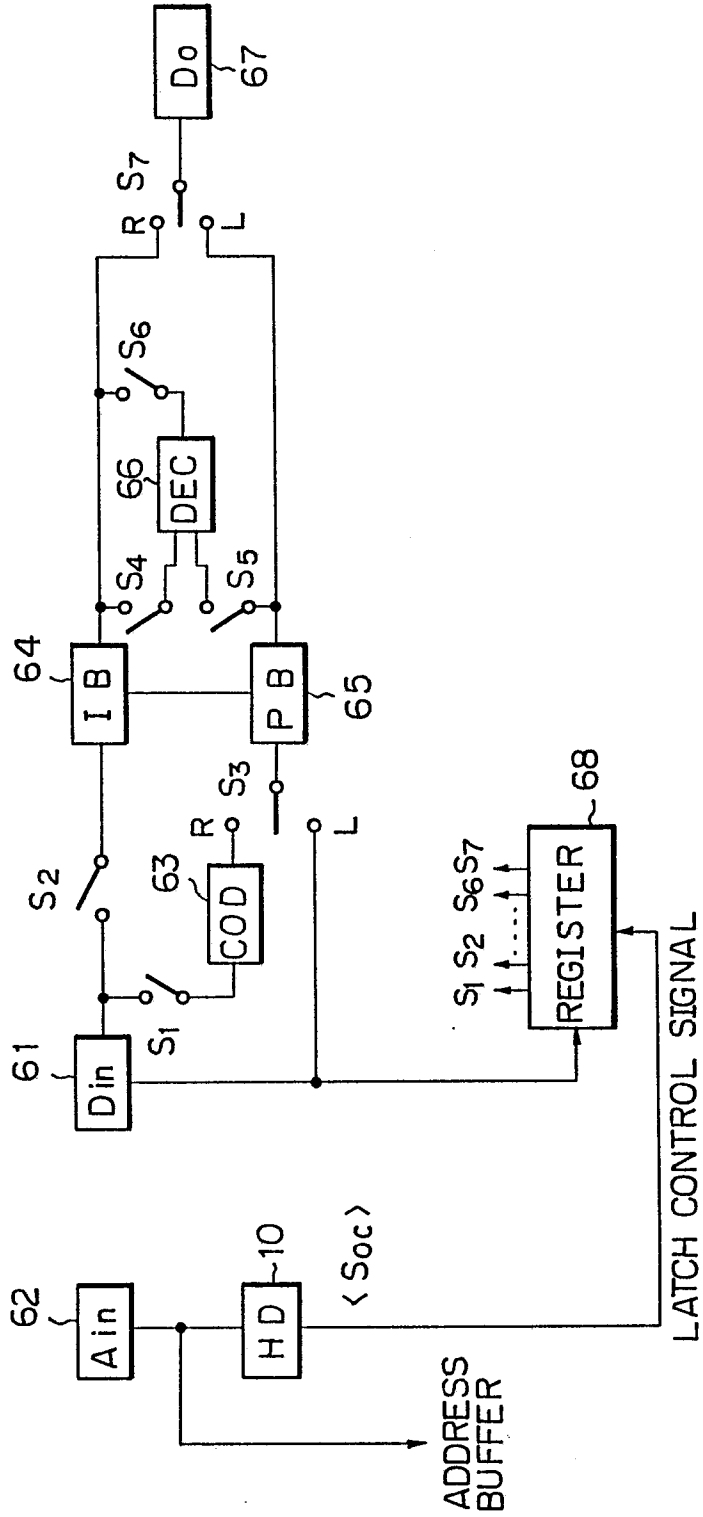 62
Ain
10
HD
<SOC>
ADDRESS
BUFFER
LATCH CONTROL SIGNAL
61
Din
S1
S2
63
COD
R
S3
L
64
IB
PB
65
S4
S5
66
DEC
S6
R
S7
L
Do
67
S1 S2 S6 S7
.....
REGISTER
68